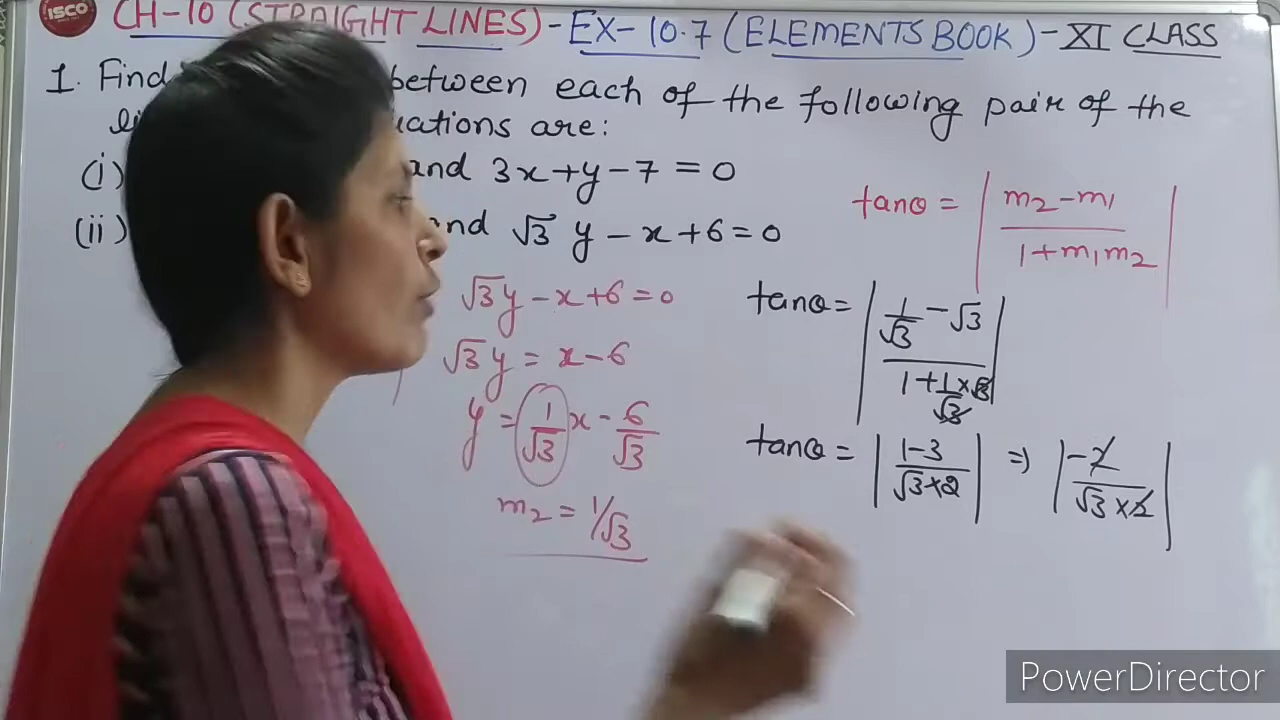 ISCO
CH-10 (STRAIGHT LINES)-EX-10.7 (ELEMENTS BOOK)-XI CLASS
1. Find between each of the following pair of the
are:
(i) and 3x+y-7=0
(ii) √3 y-x+6=0
tanθ = |m2-m1 / 1+m1m2|
√3y-x+6=0
√3y = x-6
y = 1/√3 x - 6/√3
m2 = 1/√3
tanθ = |1/√3 - √3 / 1+1/√3×√3|
tanθ = |1-3 / √3×2| ⇒ |-2 / √3×2|
PowerDirector